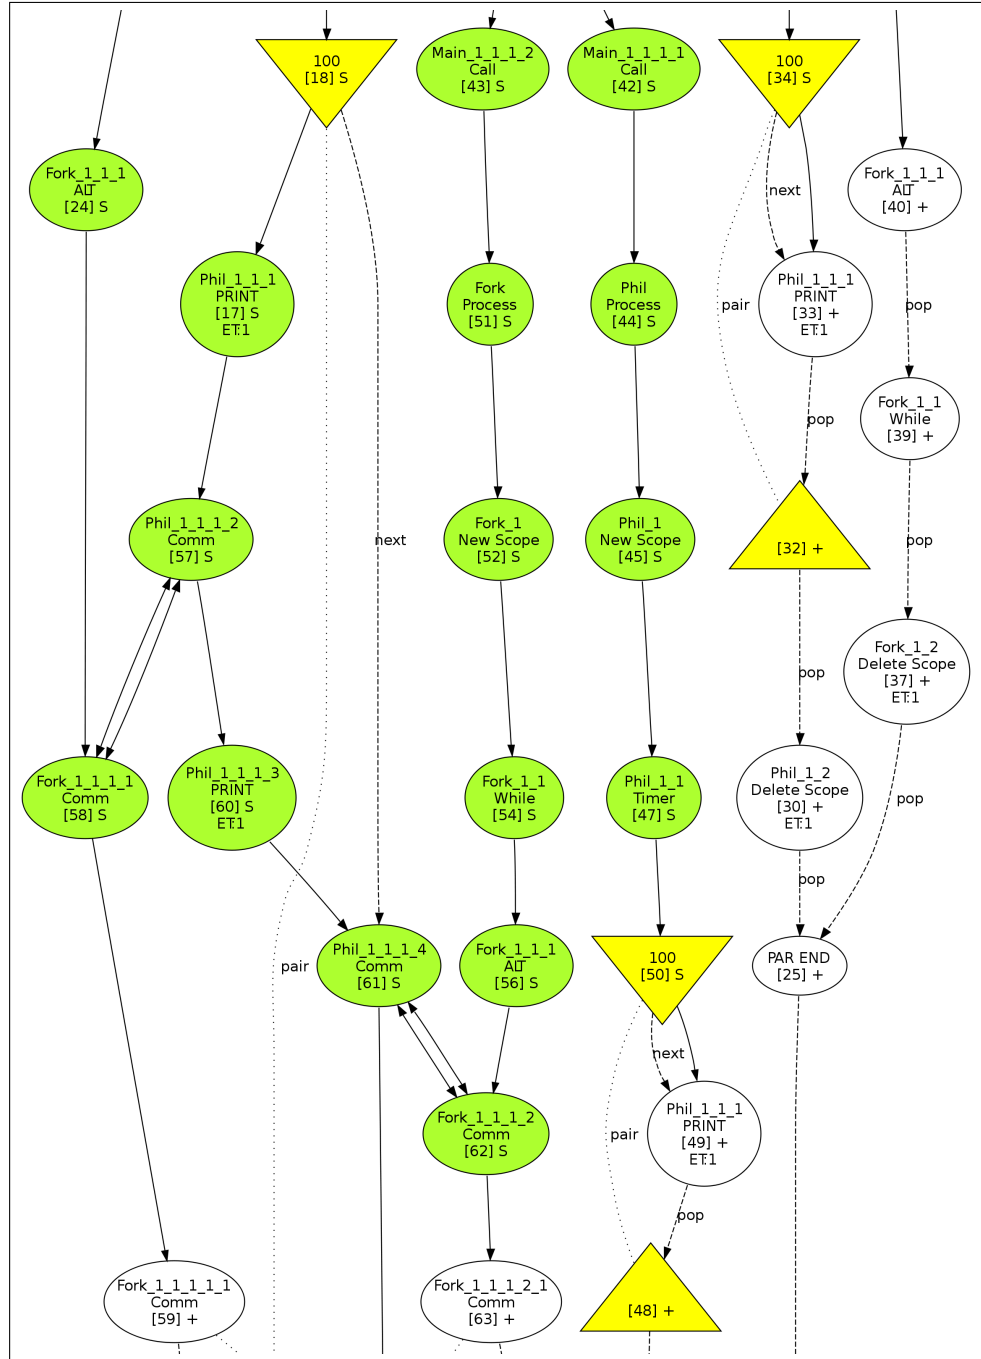 100
[18] S
Main_1_1_1_2
Call
[43] S
Main_1_1_1_1
Call
[42] S
100
[34] S
Fork_1_1_1
ALT
[24] S
next
Fork_1_1_1
ALT
[40] +
Phil_1_1_1
PRINT
[17] S
ET:1
Fork
Process
[51] S
Phil
Process
[44] S
pair
Phil_1_1_1
PRINT
[33] +
ET:1
pop
Fork_1_1
While
[39] +
pop
Phil_1_1_1_2
Comm
[57] S
next
Fork_1
New Scope
[52] S
Phil_1
New Scope
[45] S
[32] +
pop
Fork_1_2
Delete Scope
[37] +
ET:1
pop
Fork_1_1_1_1
Comm
[58] S
Phil_1_1_1_3
PRINT
[60] S
ET:1
Fork_1_1
While
[54] S
Phil_1_1
Timer
[47] S
Phil_1_2
Delete Scope
[30] +
ET:1
pop
pop
pair
Phil_1_1_1_4
Comm
[61] S
Fork_1_1_1
ALT
[56] S
100
[50] S
PAR END
[25] +
next
Fork_1_1_1_2
Comm
[62] S
pair
Phil_1_1_1
PRINT
[49] +
ET:1
pop
Fork_1_1_1_1_1
Comm
[59] +
Fork_1_1_1_2_1
Comm
[63] +
[48] +